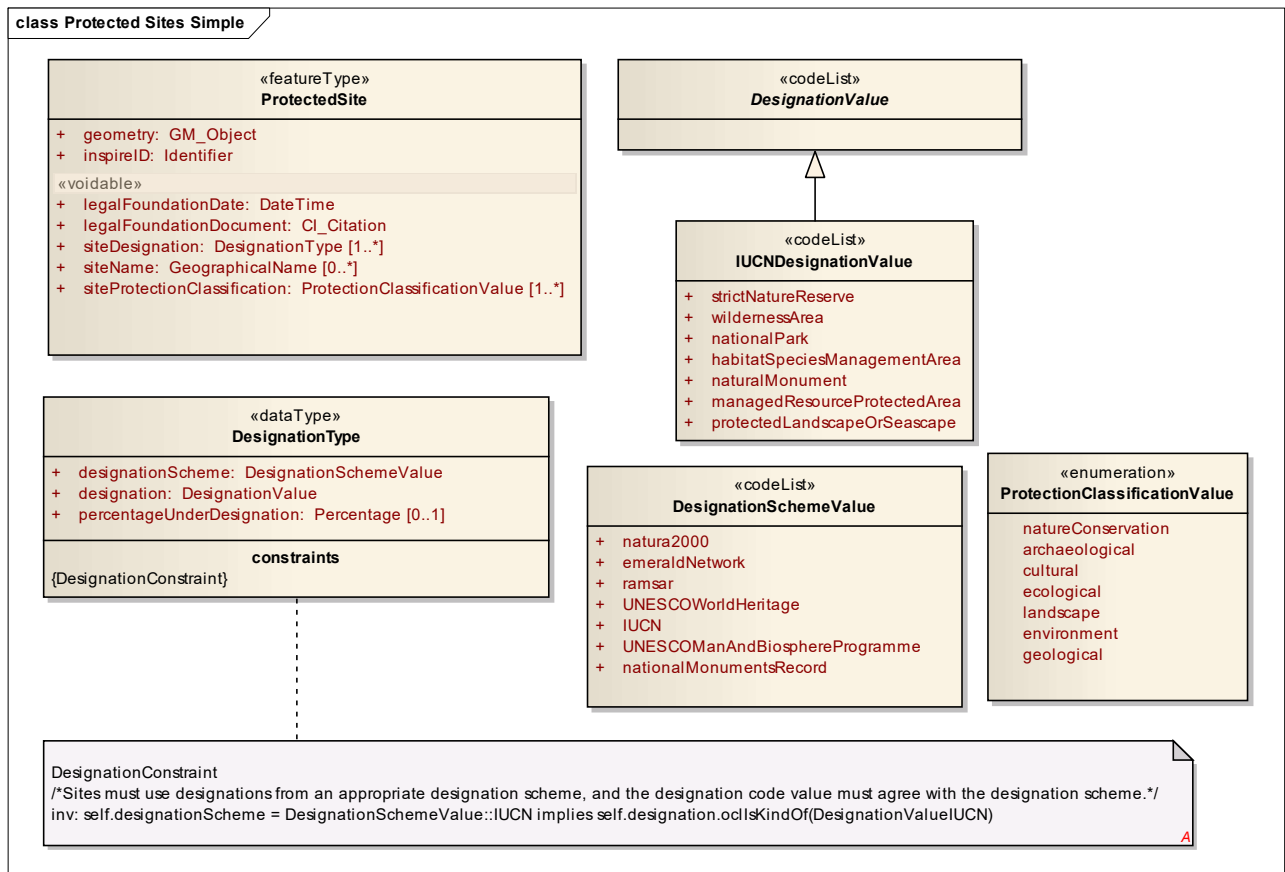 class Protected Sites Simple
«featureType»
ProtectedSite
+ geometry: GM_Object
+ inspireID: Identifier
«voidable»
+ legalFoundationDate: DateTime
+ legalFoundationDocument: CI_Citation
+ siteDesignation: DesignationType [1..*]
+ siteName: GeographicalName [0..*]
+ siteProtectionClassification: ProtectionClassificationValue [1..*]
«codeList»
DesignationValue
«codeList»
IUCNDesignationValue
+ strictNatureReserve
+ wildernessArea
+ nationalPark
+ habitatSpeciesManagementArea
+ naturalMonument
+ managedResourceProtectedArea
+ protectedLandscapeOrSeascape
«dataType»
DesignationType
+ designationScheme: DesignationSchemeValue
+ designation: DesignationValue
+ percentageUnderDesignation: Percentage [0..1]
constraints
{DesignationConstraint}
«codeList»
DesignationSchemeValue
+ natura2000
+ emeraldNetwork
+ ramsar
+ UNESCOWorldHeritage
+ IUCN
+ UNESCOManAndBiosphereProgramme
+ nationalMonumentsRecord
«enumeration»
ProtectionClassificationValue
natureConservation
archaeological
cultural
ecological
landscape
environment
geological
DesignationConstraint
/*Sites must use designations from an appropriate designation scheme, and the designation code value must agree with the designation scheme.*/
inv: self.designationScheme = DesignationSchemeValue::IUCN implies self.designation.oclIsKindOf(DesignationValueIUCN)
A